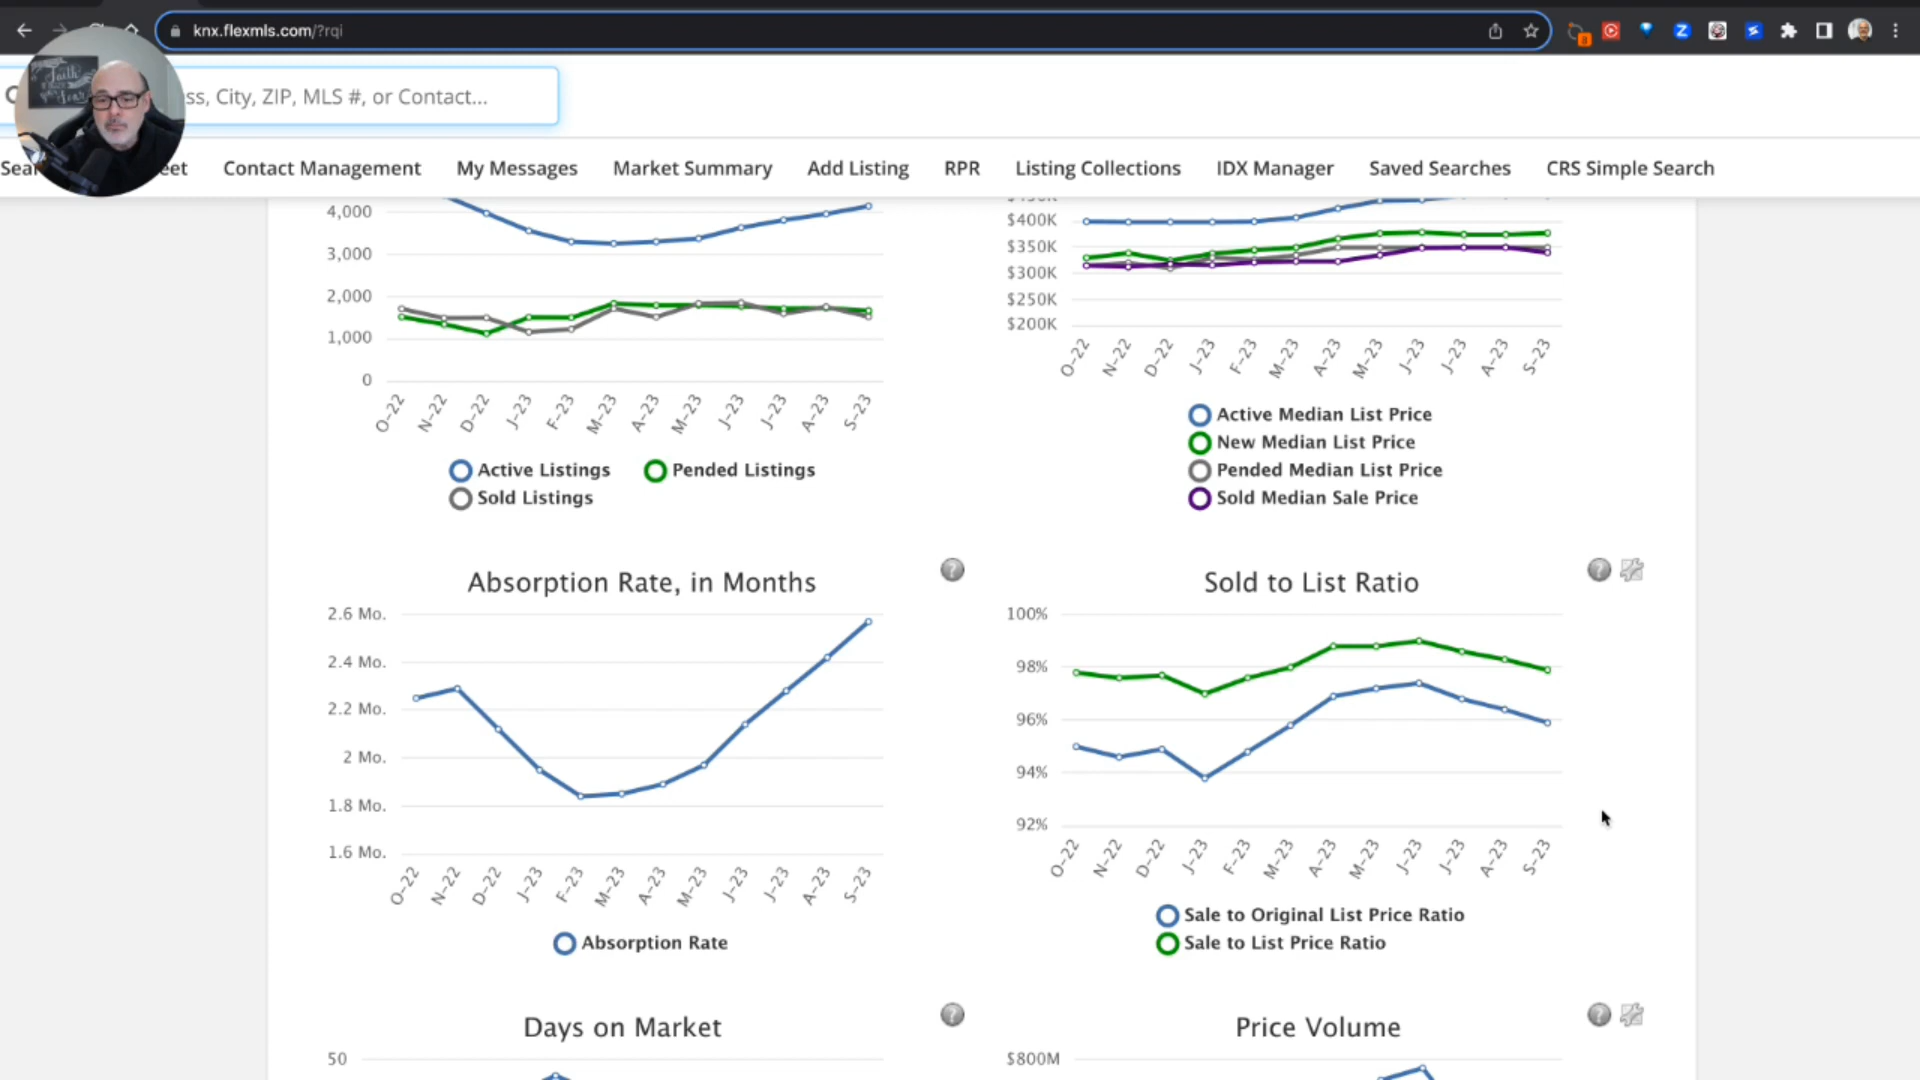 knx.flexmls.com/?rqi
ss, City, ZIP, MLS #, or Contact...
Faith
Sear
eet
Contact Management
My Messages
Market Summary
Add Listing
RPR
Listing Collections
IDX Manager
Saved Searches
CRS Simple Search
4,000
3,000
2,000
1,000
0
O-22 N-22 D-22 J-23 F-23 M-23 A-23 M-23 J-23 J-23 A-23 S-23
Active Listings
Pended Listings
Sold Listings
$450K
$400K
$350K
$300K
$250K
$200K
O-22 N-22 D-22 J-23 F-23 M-23 A-23 M-23 J-23 J-23 A-23 S-23
Active Median List Price
New Median List Price
Pended Median List Price
Sold Median Sale Price
Absorption Rate, in Months
?
2.6 Mo.
2.4 Mo.
2.2 Mo.
2 Mo.
1.8 Mo.
1.6 Mo.
O-22 N-22 D-22 J-23 F-23 M-23 A-23 M-23 J-23 J-23 A-23 S-23
Absorption Rate
Sold to List Ratio
?
100%
98%
96%
94%
92%
O-22 N-22 D-22 J-23 F-23 M-23 A-23 M-23 J-23 J-23 A-23 S-23
Sale to Original List Price Ratio
Sale to List Price Ratio
Days on Market
?
50
Price Volume
?
$800M